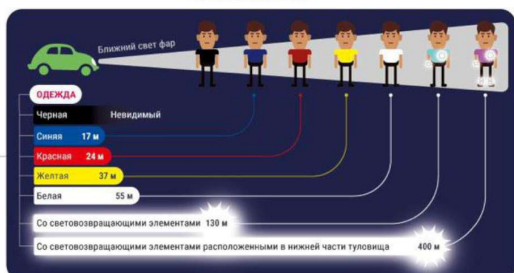 Ближний свет фар
ОДЕЖДА
Черная Невидимый
Синяя 17 м
Красная 24 м
Желтая 37 м
Белая 55 м
Со световозвращающими элементами 130 м
Со световозвращающими элементами расположенными в нижней части туловища 400 м